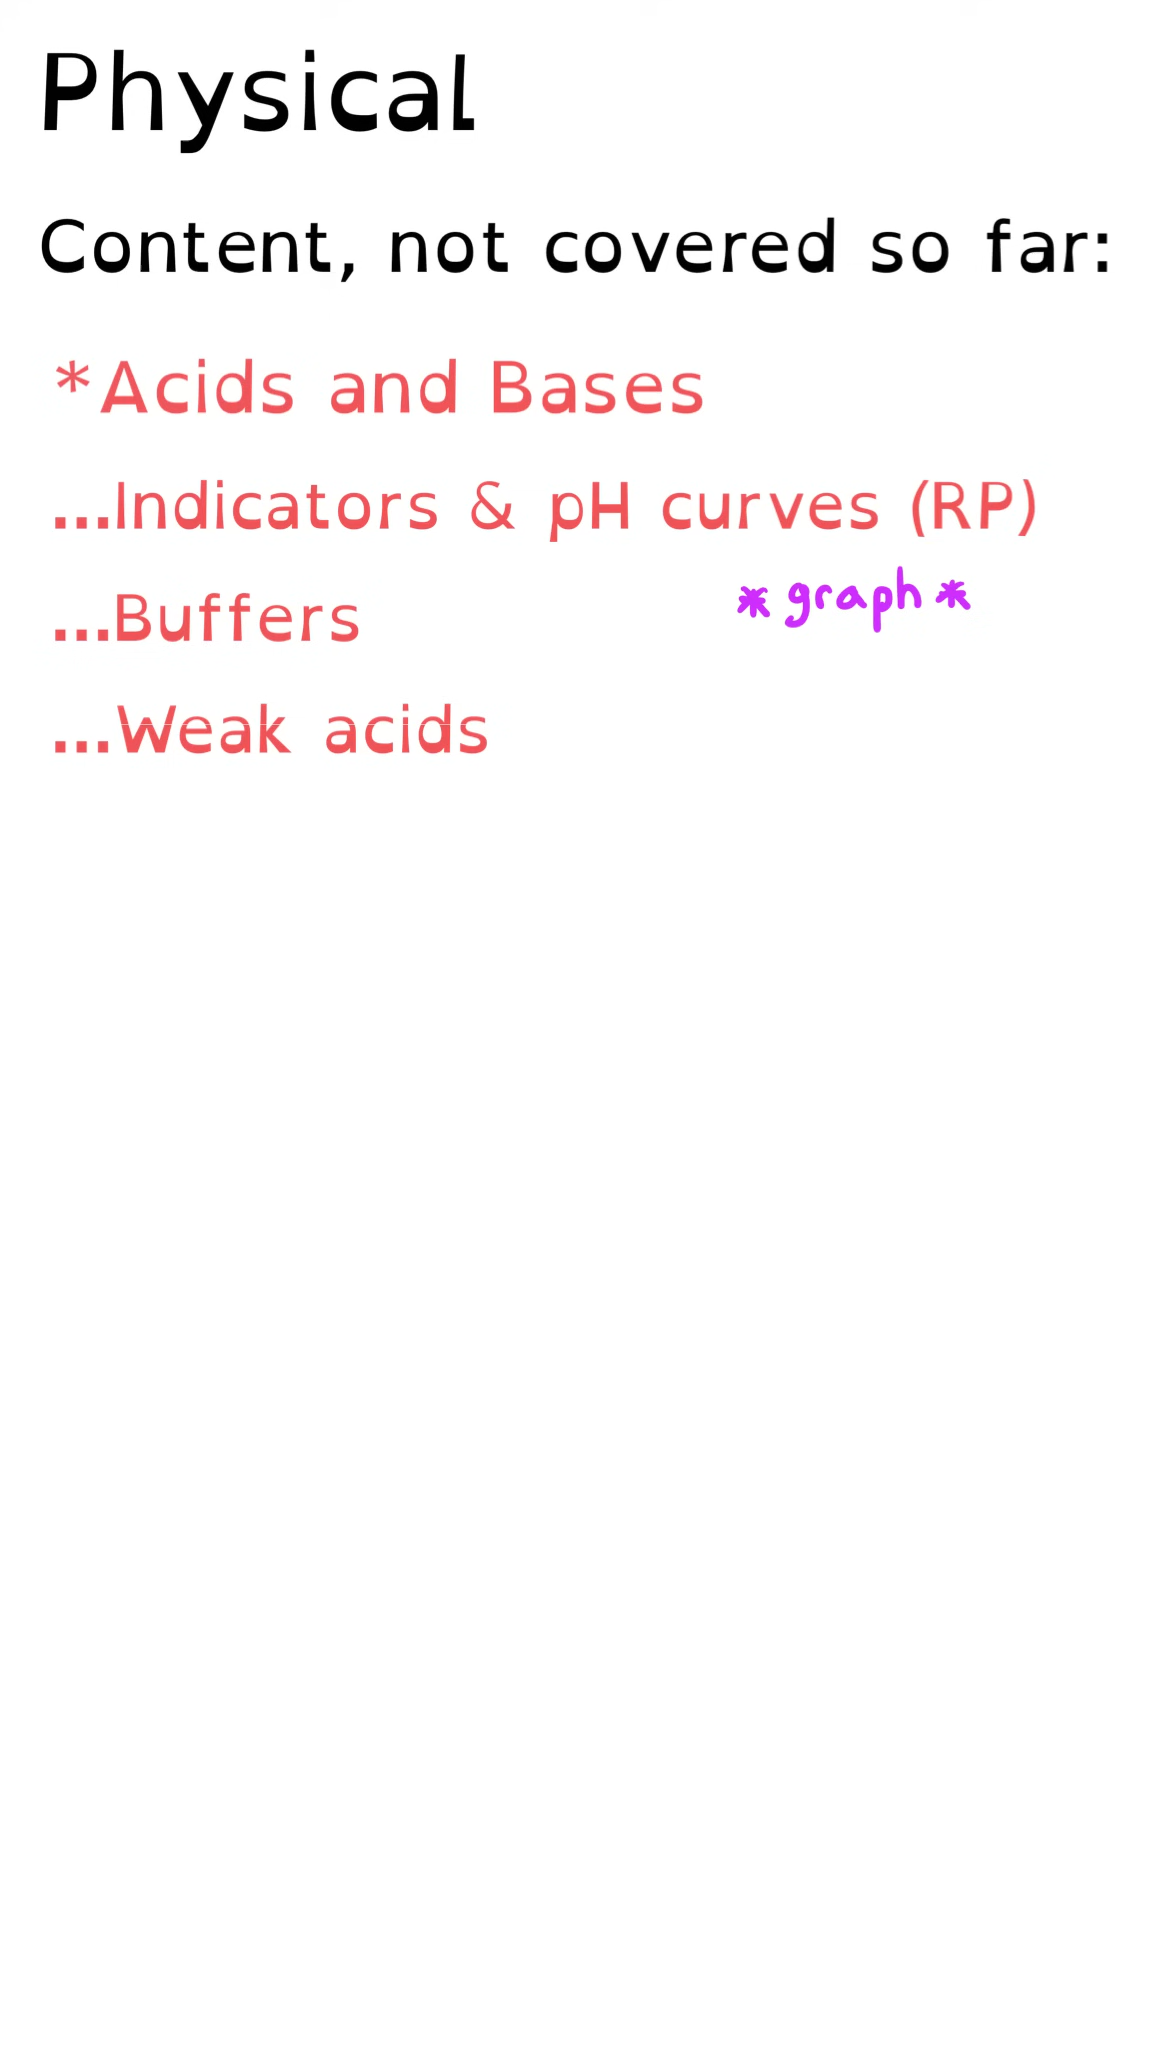 Physical
Content, not covered so far:
*Acids and Bases
...Indicators & pH curves (RP)
* graph *
...Buffers
...Weak acids